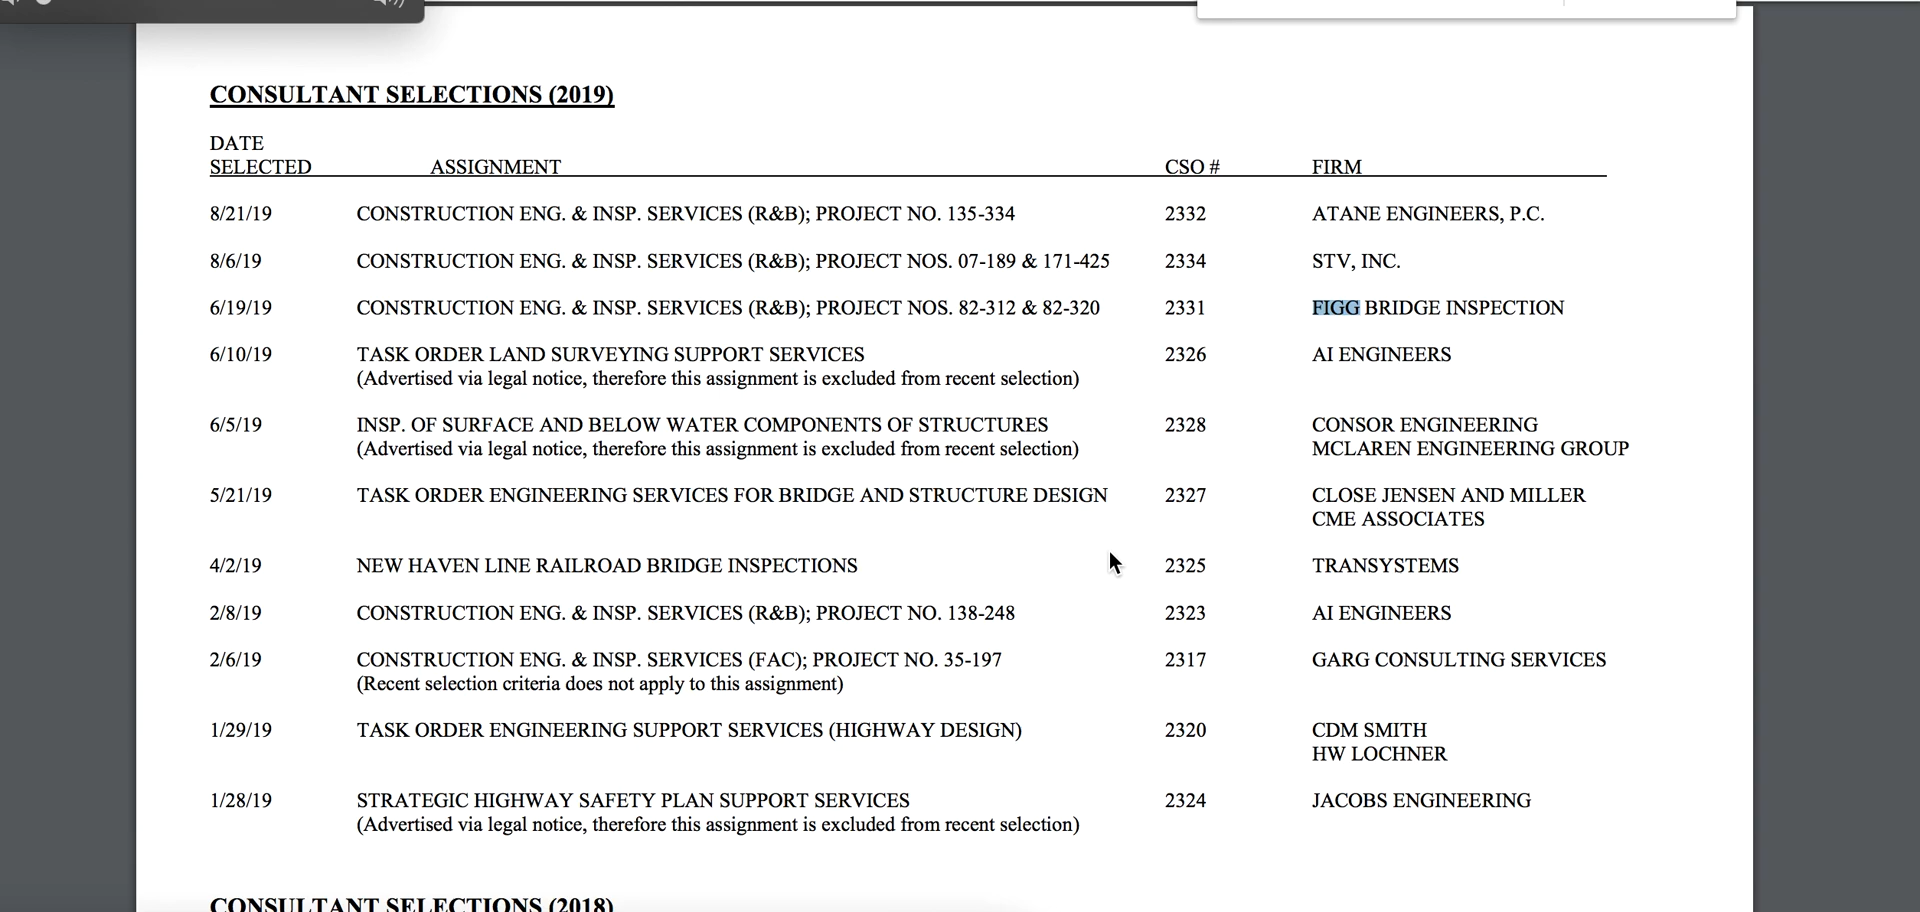 CONSULTANT SELECTIONS (2019)
DATE
SELECTED ASSIGNMENT CSO # FIRM
8/21/19 CONSTRUCTION ENG. & INSP. SERVICES (R&B); PROJECT NO. 135-334 2332 ATANE ENGINEERS, P.C.
8/6/19 CONSTRUCTION ENG. & INSP. SERVICES (R&B); PROJECT NOS. 07-189 & 171-425 2334 STV, INC.
6/19/19 CONSTRUCTION ENG. & INSP. SERVICES (R&B); PROJECT NOS. 82-312 & 82-320 2331 FIGG BRIDGE INSPECTION
6/10/19 TASK ORDER LAND SURVEYING SUPPORT SERVICES 2326 AI ENGINEERS
(Advertised via legal notice, therefore this assignment is excluded from recent selection)
6/5/19 INSP. OF SURFACE AND BELOW WATER COMPONENTS OF STRUCTURES 2328 CONSOR ENGINEERING
(Advertised via legal notice, therefore this assignment is excluded from recent selection) MCLAREN ENGINEERING GROUP
5/21/19 TASK ORDER ENGINEERING SERVICES FOR BRIDGE AND STRUCTURE DESIGN 2327 CLOSE JENSEN AND MILLER
CME ASSOCIATES
4/2/19 NEW HAVEN LINE RAILROAD BRIDGE INSPECTIONS 2325 TRANSYSTEMS
2/8/19 CONSTRUCTION ENG. & INSP. SERVICES (R&B); PROJECT NO. 138-248 2323 AI ENGINEERS
2/6/19 CONSTRUCTION ENG. & INSP. SERVICES (FAC); PROJECT NO. 35-197 2317 GARG CONSULTING SERVICES
(Recent selection criteria does not apply to this assignment)
1/29/19 TASK ORDER ENGINEERING SUPPORT SERVICES (HIGHWAY DESIGN) 2320 CDM SMITH
HW LOCHNER
1/28/19 STRATEGIC HIGHWAY SAFETY PLAN SUPPORT SERVICES 2324 JACOBS ENGINEERING
(Advertised via legal notice, therefore this assignment is excluded from recent selection)
CONSULTANT SELECTIONS (2018)